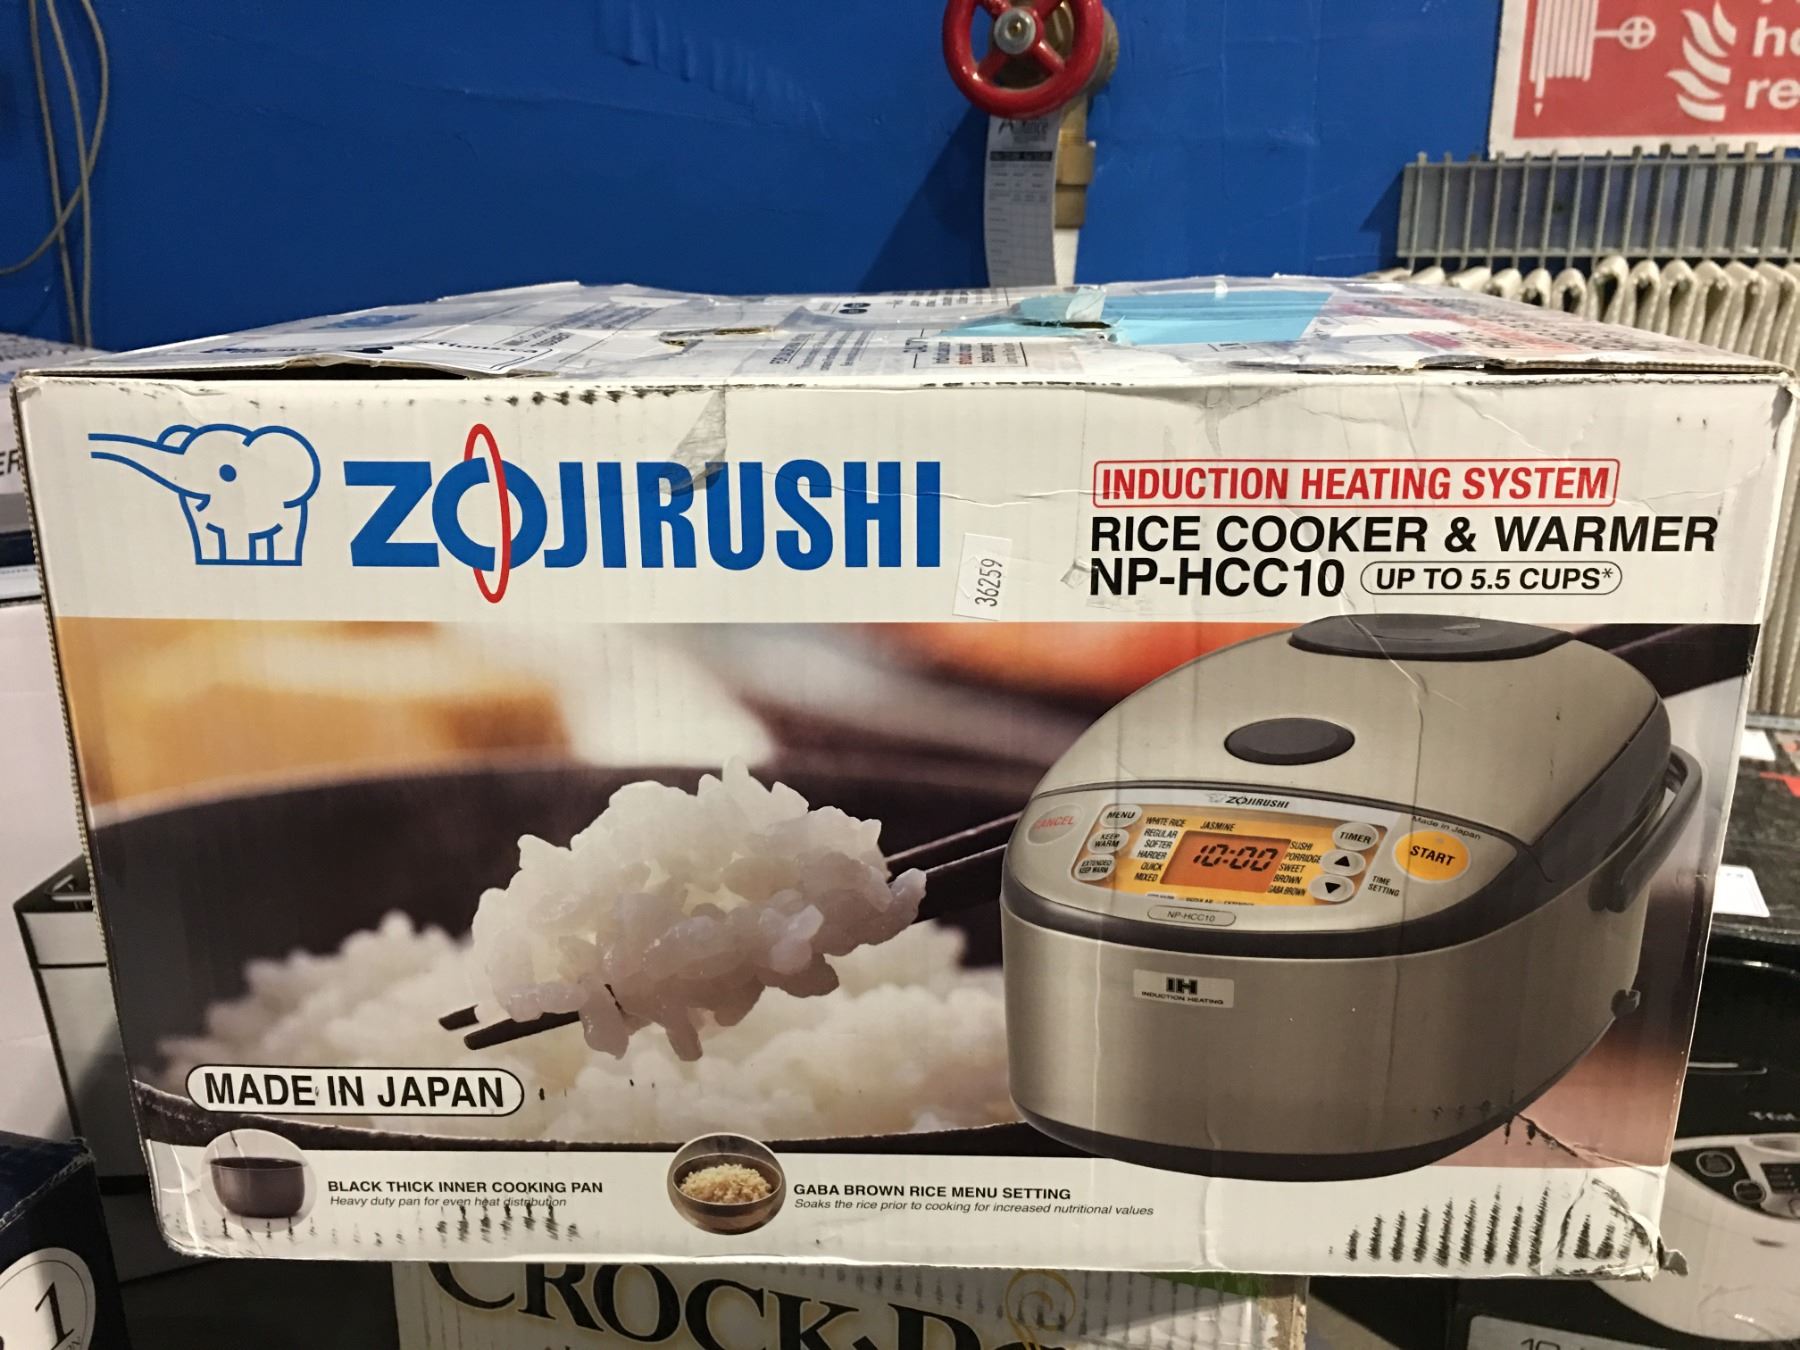 ho
re
ZOJIRUSHI
36259
INDUCTION HEATING SYSTEM
RICE COOKER & WARMER
NP-HCC10 UP TO 5.5 CUPS*
ZOJIRUSHI
Made in Japan
CANCEL
MENU
KEEP WARM
EXTENDED KEEP WARM
WHITE RICE JASMINE
REGULAR
SOFTER
HARDER
QUICK
MIXED
10:00
SUSHI
PORRIDGE
SWEET
BROWN
GABA BROWN
TIMER
TIME SETTING
START
NP-HCC10
IH
INDUCTION HEATING
MADE IN JAPAN
BLACK THICK INNER COOKING PAN
Heavy duty pan for even heat distribution
GABA BROWN RICE MENU SETTING
Soaks the rice prior to cooking for increased nutritional values
CROCK-P
1